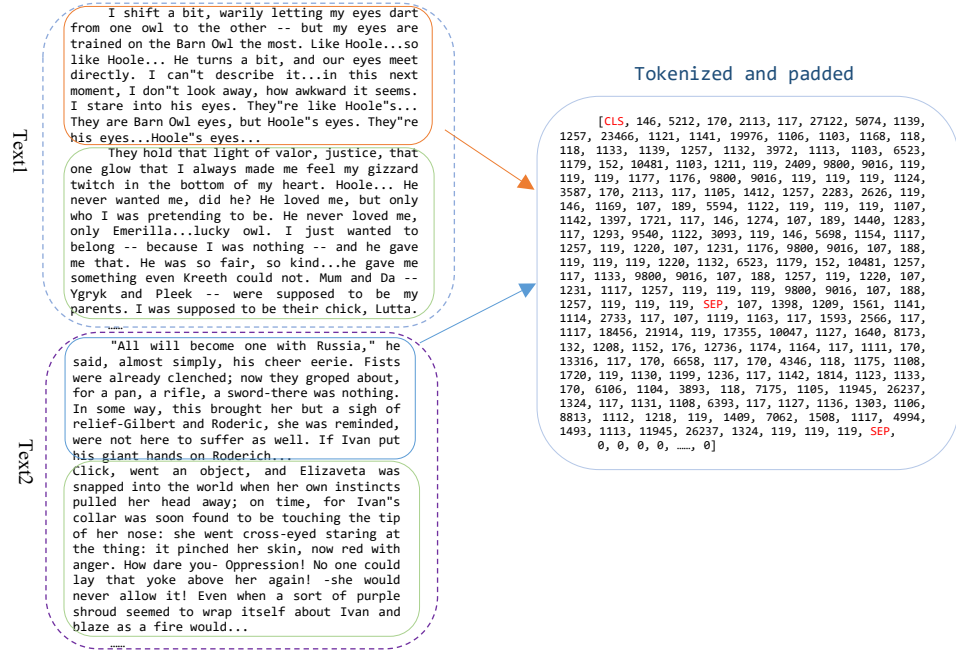 Text1
I shift a bit, warily letting my eyes dart
from one owl to the other -- but my eyes are
trained on the Barn Owl the most. Like Hoole...so
like Hoole... He turns a bit, and our eyes meet
directly. I can"t describe it...in this next
moment, I don"t look away, how awkward it seems.
I stare into his eyes. They"re like Hoole"s...
They are Barn Owl eyes, but Hoole"s eyes. They"re
his eyes...Hoole"s eyes...
They hold that light of valor, justice, that
one glow that I always made me feel my gizzard
twitch in the bottom of my heart. Hoole... He
never wanted me, did he? He loved me, but only
who I was pretending to be. He never loved me,
only Emerilla...lucky owl. I just wanted to
belong -- because I was nothing -- and he gave
me that. He was so fair, so kind...he gave me
something even Kreeth could not. Mum and Da --
Ygryk and Pleek -- were supposed to be my
parents. I was supposed to be their chick, Lutta.
……
Text2
"All will become one with Russia," he
said, almost simply, his cheer eerie. Fists
were already clenched; now they groped about,
for a pan, a rifle, a sword-there was nothing.
In some way, this brought her but a sigh of
relief-Gilbert and Roderic, she was reminded,
were not here to suffer as well. If Ivan put
his giant hands on Roderich...
Click, went an object, and Elizaveta was
snapped into the world when her own instincts
pulled her head away; on time, for Ivan"s
collar was soon found to be touching the tip
of her nose: she went cross-eyed staring at
the thing: it pinched her skin, now red with
anger. How dare you- Oppression! No one could
lay that yoke above her again! -she would
never allow it! Even when a sort of purple
shroud seemed to wrap itself about Ivan and
blaze as a fire would...
……
Tokenized and padded
[CLS, 146, 5212, 170, 2113, 117, 27122, 5074, 1139,
1257, 23466, 1121, 1141, 19976, 1106, 1103, 1168, 118,
118, 1133, 1139, 1257, 1132, 3972, 1113, 1103, 6523,
1179, 152, 10481, 1103, 1211, 119, 2409, 9800, 9016, 119,
119, 119, 1177, 1176, 9800, 9016, 119, 119, 119, 1124,
3587, 170, 2113, 117, 1105, 1412, 1257, 2283, 2626, 119,
146, 1169, 107, 189, 5594, 1122, 119, 119, 119, 1107,
1142, 1397, 1721, 117, 146, 1274, 107, 189, 1440, 1283,
117, 1293, 9540, 1122, 3093, 119, 146, 5698, 1154, 1117,
1257, 119, 1220, 107, 1231, 1176, 9800, 9016, 107, 188,
119, 119, 119, 1220, 1132, 6523, 1179, 152, 10481, 1257,
117, 1133, 9800, 9016, 107, 188, 1257, 119, 1220, 107,
1231, 1117, 1257, 119, 119, 119, 9800, 9016, 107, 188,
1257, 119, 119, 119, SEP, 107, 1398, 1209, 1561, 1141,
1114, 2733, 117, 107, 1119, 1163, 117, 1593, 2566, 117,
1117, 18456, 21914, 119, 17355, 10047, 1127, 1640, 8173,
132, 1208, 1152, 176, 12736, 1174, 1164, 117, 1111, 170,
13316, 117, 170, 6658, 117, 170, 4346, 118, 1175, 1108,
1720, 119, 1130, 1199, 1236, 117, 1142, 1814, 1123, 1133,
170, 6106, 1104, 3893, 118, 7175, 1105, 11945, 26237,
1324, 117, 1131, 1108, 6393, 117, 1127, 1136, 1303, 1106,
8813, 1112, 1218, 119, 1409, 7062, 1508, 1117, 4994,
1493, 1113, 11945, 26237, 1324, 119, 119, 119, SEP,
0, 0, 0, 0, ……, 0]